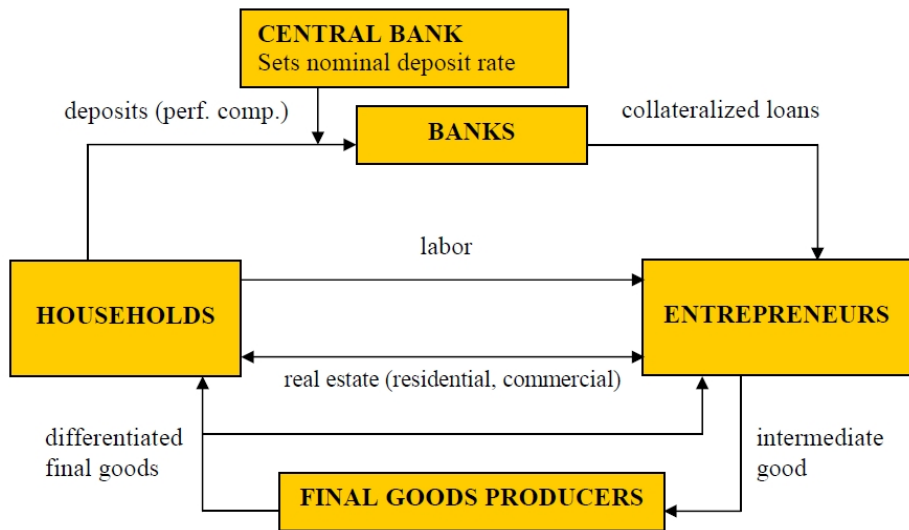 CENTRAL BANK
Sets nominal deposit rate
deposits (perf. comp.)
collateralized loans
BANKS
labor
HOUSEHOLDS
ENTREPRENEURS
real estate (residential, commercial)
differentiated
final goods
intermediate
good
FINAL GOODS PRODUCERS